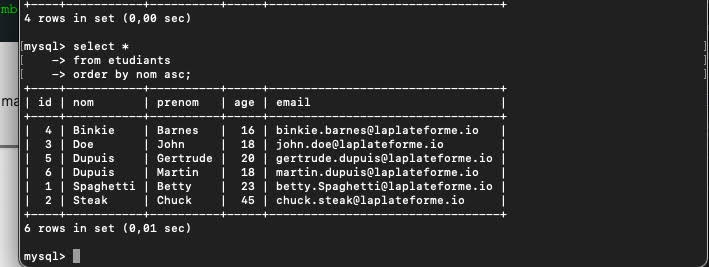 mb
+----+-----------+----------+-----+-----------------------------+
4 rows in set (0,00 sec)
mysql> select *
-> from etudiants
-> order by nom asc;
+----+-----------+----------+-----+-----------------------------+
ma
| id | nom | prenom | age | email |
+----+-----------+----------+-----+-----------------------------+
| 4 | Binkie | Barnes | 16 | binkie.barnes@laplateforme.io |
| 3 | Doe | John | 18 | john.doe@laplateforme.io |
| 5 | Dupuis | Gertrude | 20 | gertrude.dupuis@laplateforme.io |
| 6 | Dupuis | Martin | 18 | martin.dupuis@laplateforme.io |
| 1 | Spaghetti | Betty | 23 | betty.Spaghetti@laplateforme.io |
| 2 | Steak | Chuck | 45 | chuck.steak@laplateforme.io |
+----+-----------+----------+-----+-----------------------------+
6 rows in set (0,01 sec)
mysql>